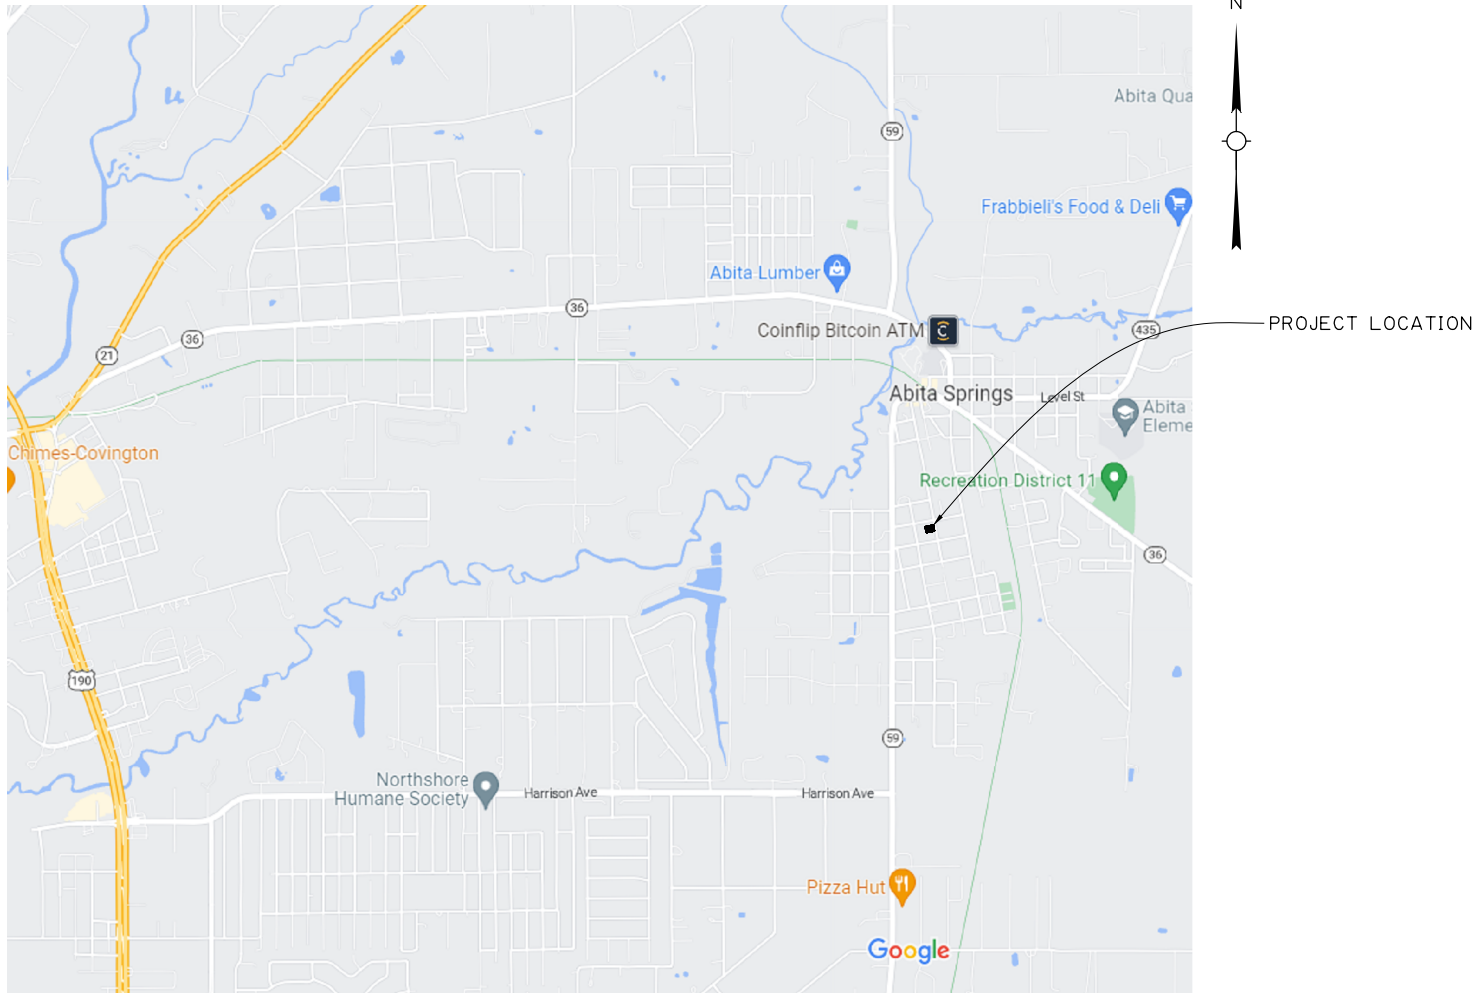 N
59
Abita Qua
Frabbieli's Food & Deli
Abita Lumber
36
Coinflip Bitcoin ATM
435
PROJECT LOCATION
36
21
Abita Springs
Level St
Abita
Eleme
Chimes-Covington
Recreation District 11
36
190
59
Northshore
Humane Society
Harrison Ave
Harrison Ave
Pizza Hut
Google